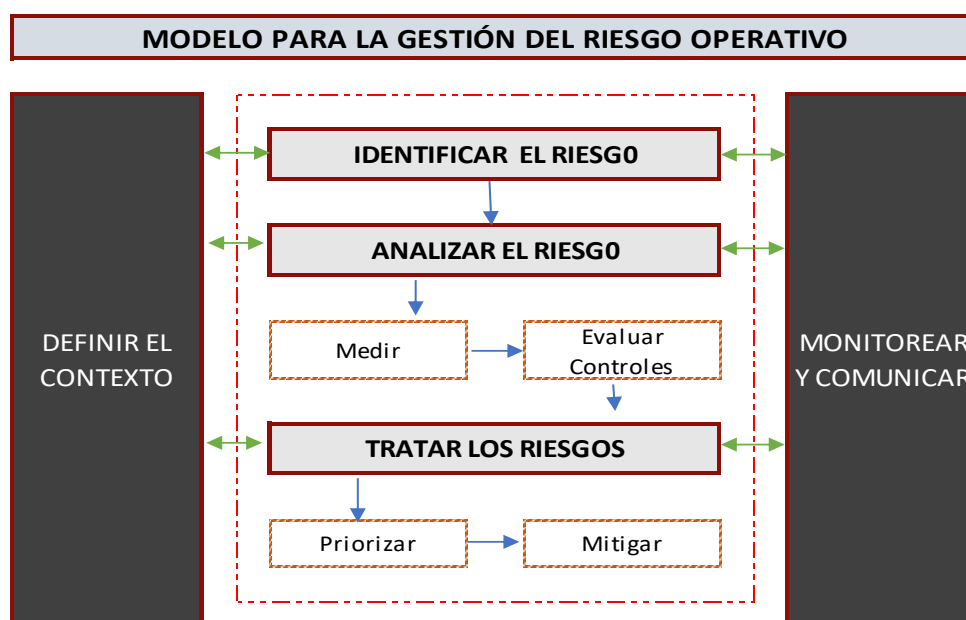 MODELO PARA LA GESTIÓN DEL RIESGO OPERATIVO
DEFINIR EL
CONTEXTO
IDENTIFICAR EL RIESG0
ANALIZAR EL RIESG0
Medir
Evaluar
Controles
TRATAR LOS RIESGOS
Priorizar
Mitigar
MONITOREAR
Y COMUNICAR